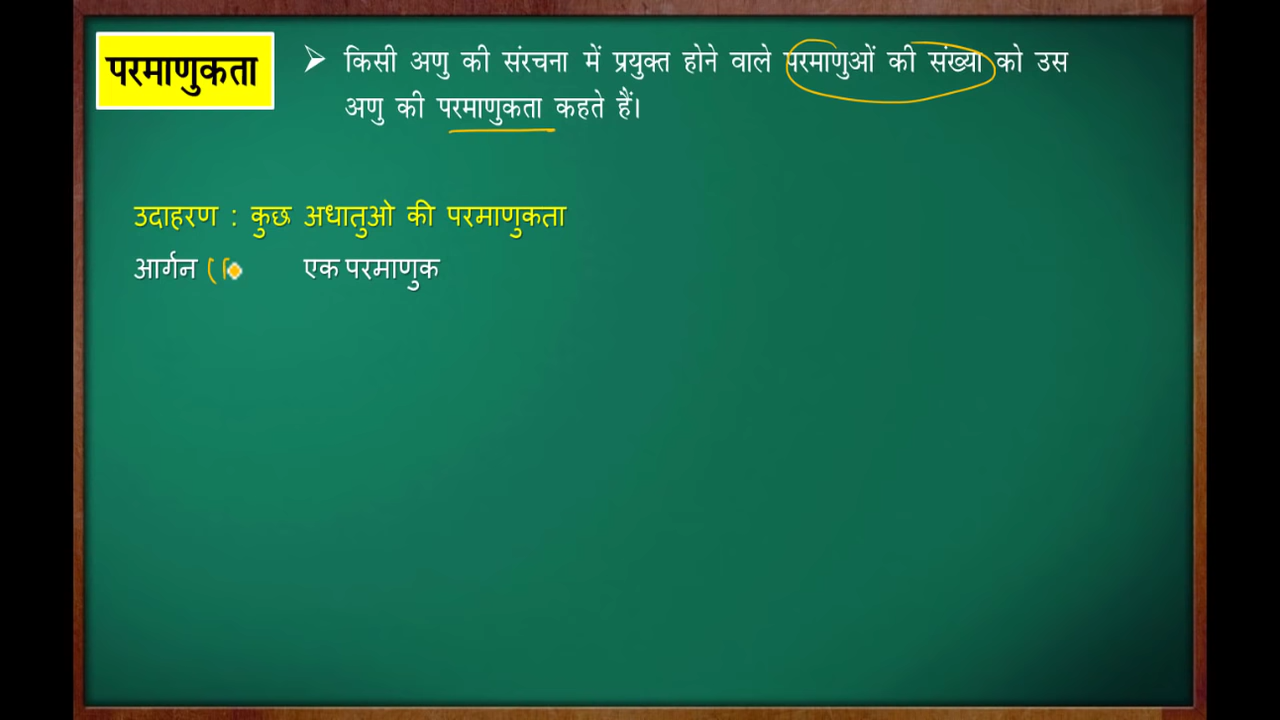 परमाणुकता
किसी अणु की संरचना में प्रयुक्त होने वाले परमाणुओं की संख्या को उस
अणु की परमाणुकता कहते हैं।
उदाहरण : कुछ अधातुओ की परमाणुकता
आर्गन एक परमाणुक